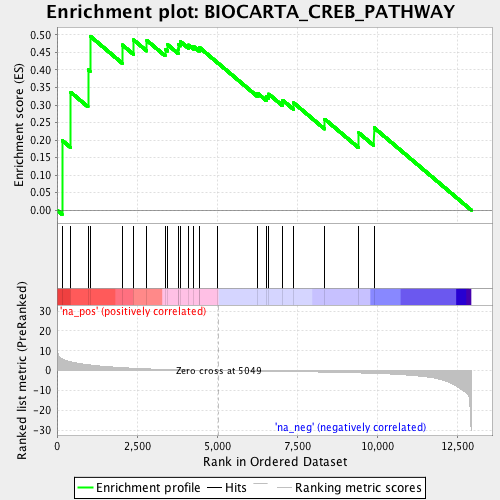 Enrichment plot: BIOCARTA_CREB_PATHWAY
Enrichment score (ES)
0.50
0.45
0.40
0.35
0.30
0.25
0.20
0.15
0.10
0.05
0.00
'na_pos' (positively correlated)
Ranked list metric (PreRanked)
30
20
10
0
-10
-20
-30
Zero cross at 5049
'na_neg' (negatively correlated)
0 2,500 5,000 7,500 10,000 12,500
Rank in Ordered Dataset
Enrichment profile Hits Ranking metric scores